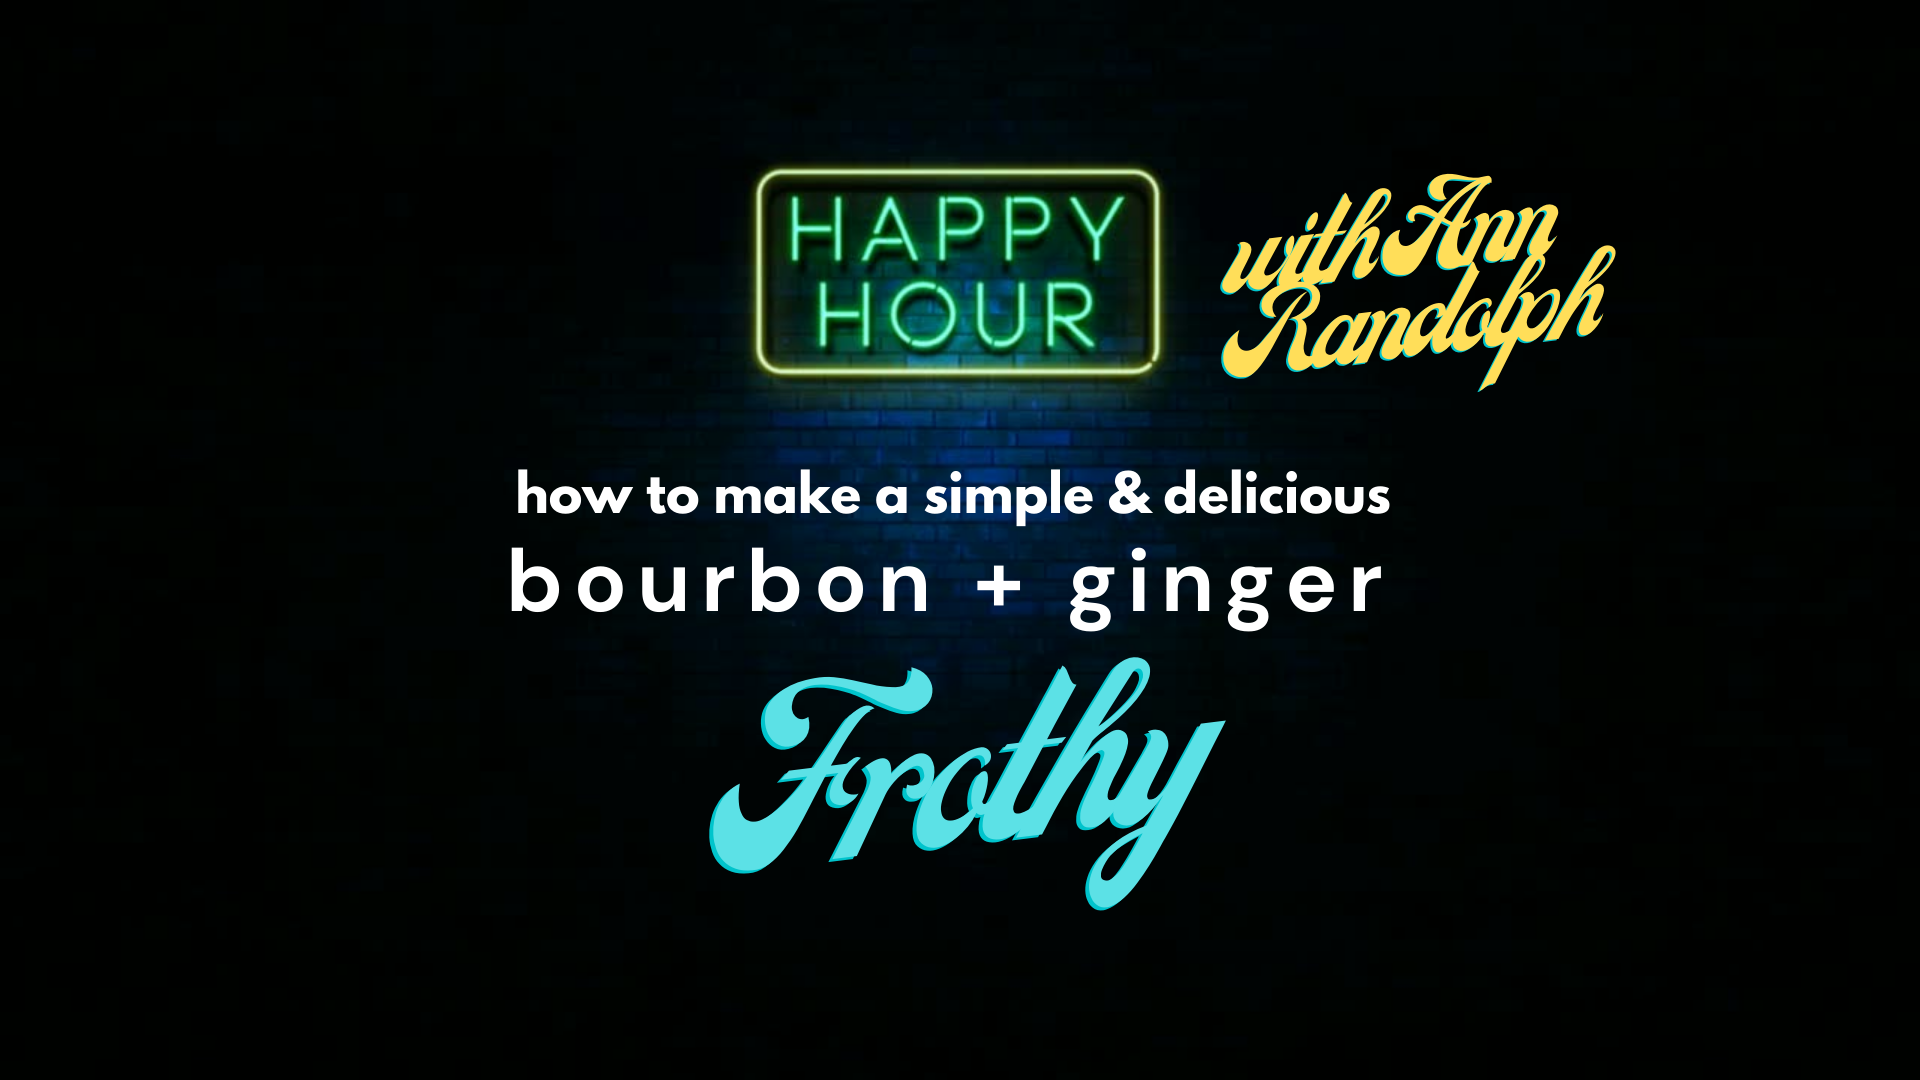 HAPPY
HOUR
with Ann
Randolph
how to make a simple & delicious
bourbon + ginger
Frothy